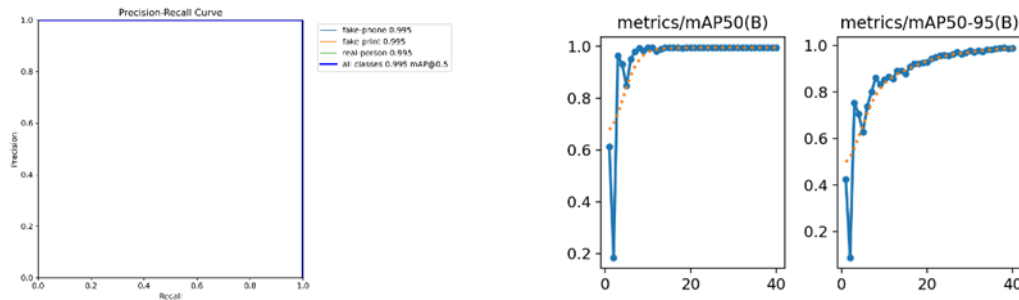 Precision-Recall Curve
1.0
0.8
0.6
0.4
0.2
0.0
Precision
0.0 0.2 0.4 0.6 0.8 1.0
Recall
fake-phone 0.995
fake-print 0.995
real-person 0.995
all classes 0.995 mAP@0.5
metrics/mAP50(B)
1.0
0.8
0.6
0.4
0.2
0 20 40
metrics/mAP50-95(B)
1.0
0.8
0.6
0.4
0.2
0 20 40